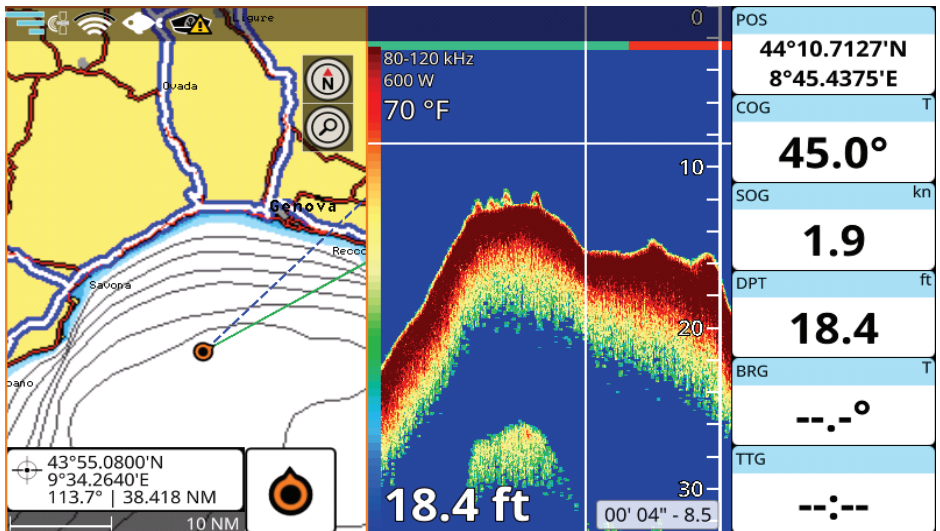 Ligure
Ovada
N
Genova
Recco
Savona
bano
43°55.0800'N
9°34.2640'E
113.7° | 38.418 NM
10 NM
0
80-120 kHz
600 W
70 °F
10
20
30
18.4 ft
00' 04" - 8.5
POS
44°10.7127'N
8°45.4375'E
COG T
45.0°
SOG kn
1.9
DPT ft
18.4
BRG T
--.-°
TTG
--:--